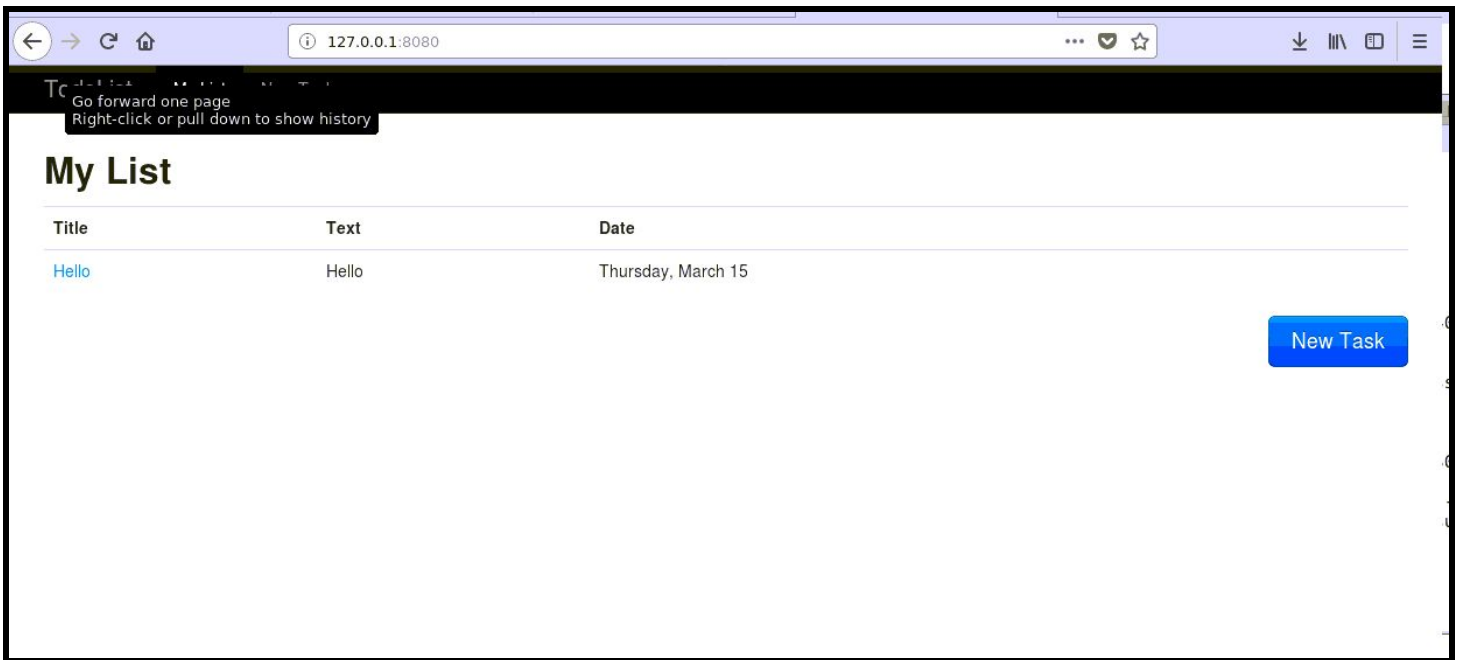 127.0.0.1:8080
Go forward one page
Right-click or pull down to show history
My List
Title Text Date
Hello Hello Thursday, March 15
New Task